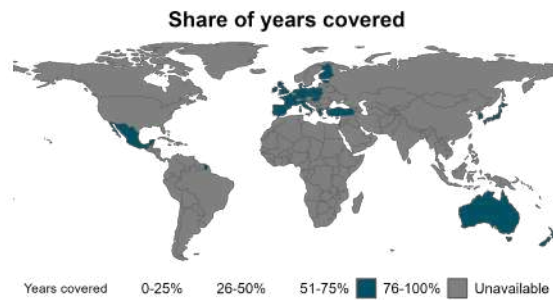 Share of years covered
Years covered 0-25% 26-50% 51-75% 76-100% Unavailable